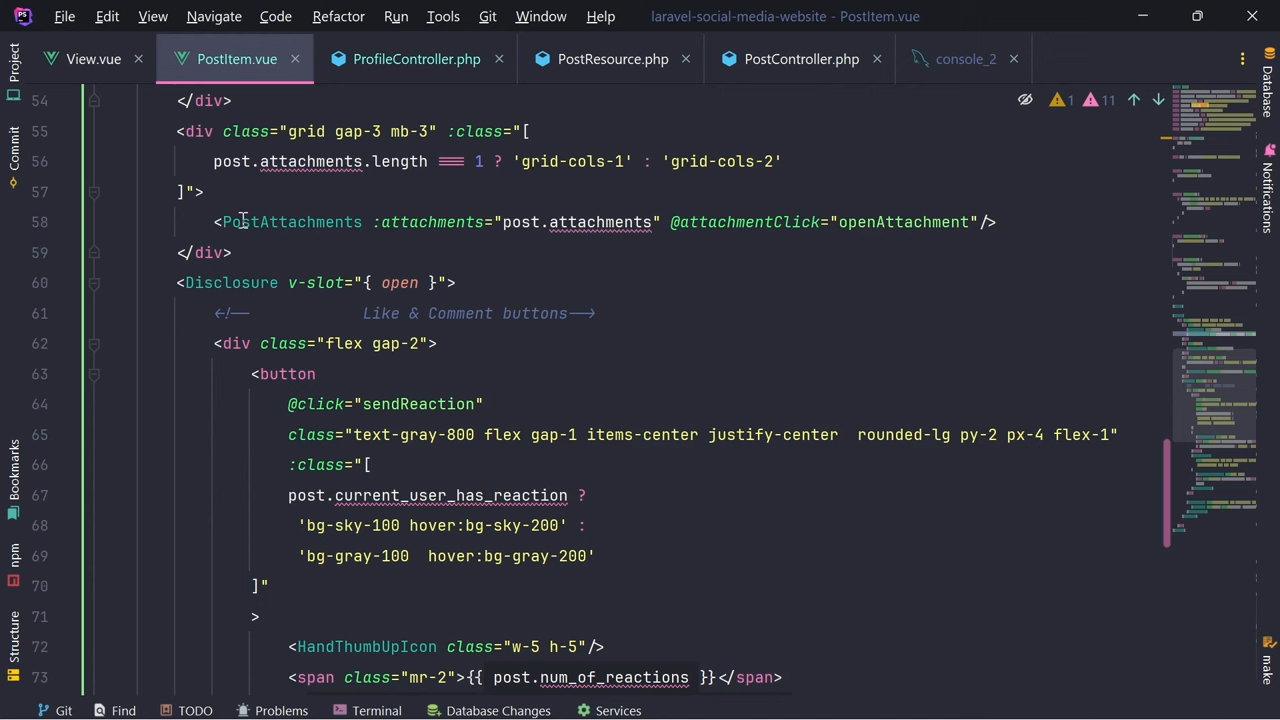 File Edit View Navigate Code Refactor Run Tools Git Window Help laravel-social-media-website - PostItem.vue
View.vue PostItem.vue ProfileController.php PostResource.php PostController.php console_2
Project
Commit
Bookmarks
npm
Structure
1 11
54 </div>
55 <div class="grid gap-3 mb-3" :class="[
56 post.attachments.length === 1 ? 'grid-cols-1' : 'grid-cols-2'
57 ]">
58 <PostAttachments :attachments="post.attachments" @attachmentClick="openAttachment"/>
59 </div>
60 <Disclosure v-slot="{ open }">
61 <!-- Like & Comment buttons-->
62 <div class="flex gap-2">
63 <button
64 @click="sendReaction"
65 class="text-gray-800 flex gap-1 items-center justify-center  rounded-lg py-2 px-4 flex-1"
66 :class="[
67 post.current_user_has_reaction ?
68 'bg-sky-100 hover:bg-sky-200' :
69 'bg-gray-100  hover:bg-gray-200'
70 ]"
71 >
72 <HandThumbUpIcon class="w-5 h-5"/>
73 <span class="mr-2">{{ post.num_of_reactions }}</span>
Database
Notifications
make
Git Find TODO Problems Terminal Database Changes Services